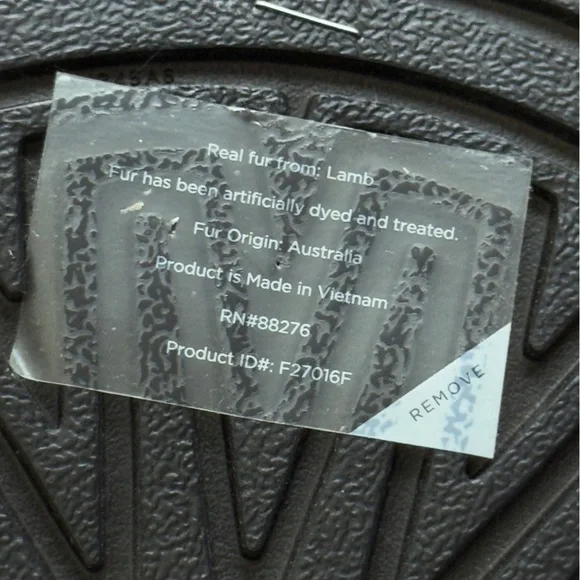 Real fur from: Lamb
Fur has been artificially dyed and treated.
Fur Origin: Australia
Product is Made in Vietnam
RN#88276
Product ID#: F27016F
REMOVE